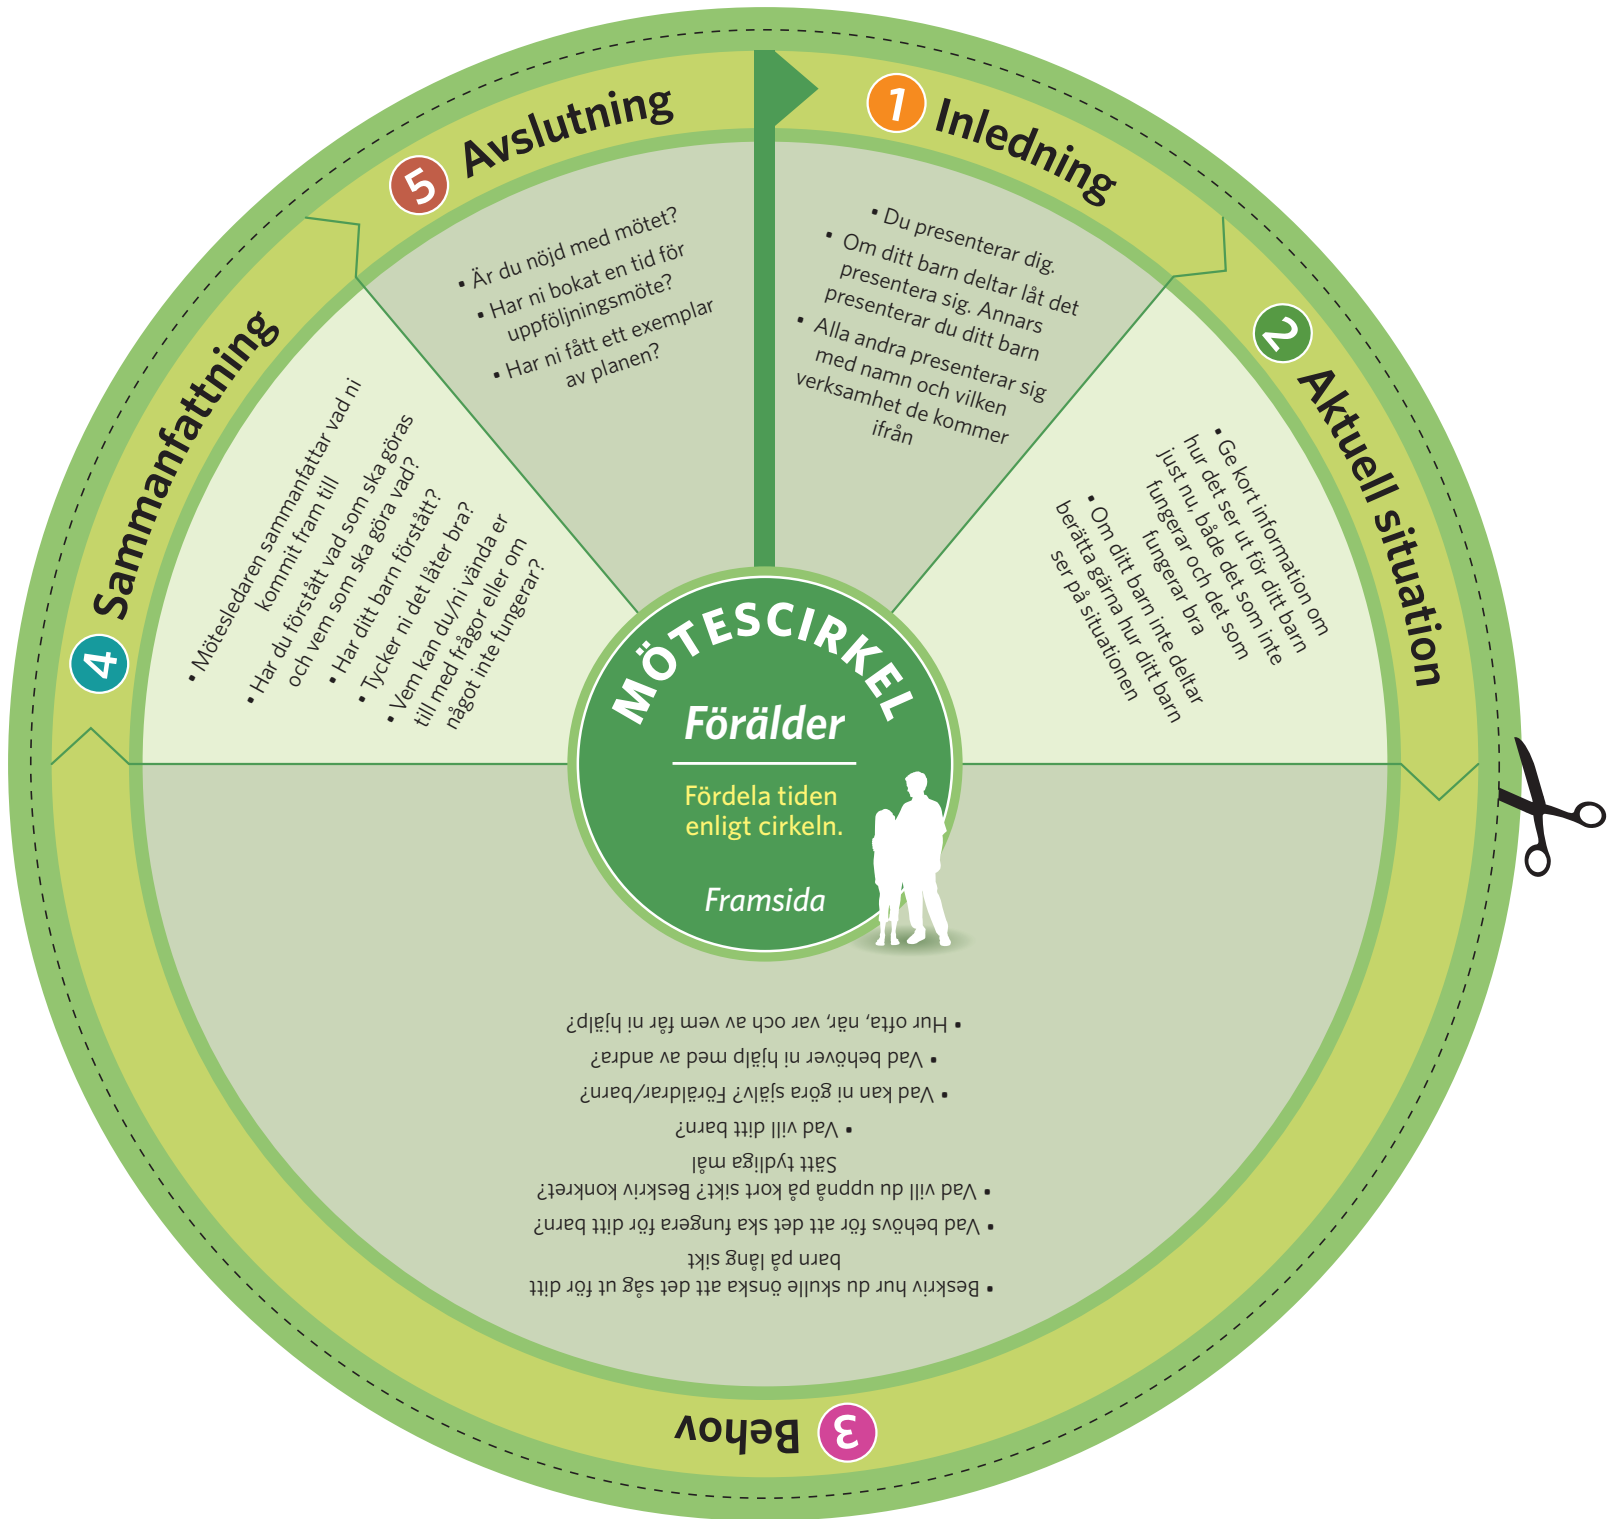 MÖTESCIRKEL
Förälder
Fördela tiden
enligt cirkeln.
Framsida
1 Inledning
• Du presenterar dig.
• Om ditt barn deltar låt det
presentera sig. Annars
presenterar du ditt barn
• Alla andra presenterar sig
med namn och vilken
verksamhet de kommer
ifrån
2 Aktuell situation
• Ge kort information om
hur det ser ut för ditt barn
just nu, både det som inte
fungerar och det som
fungerar bra
• Om ditt barn inte deltar
berätta gärna hur ditt barn
ser på situationen
3 Behov
• Beskriv hur du skulle önska att det såg ut för ditt
barn på lång sikt
• Vad behövs för att det ska fungera för ditt barn?
• Vad vill du uppnå på kort sikt? Beskriv konkret?
Sätt tydliga mål
• Vad vill ditt barn?
• Vad kan ni göra själv? Föräldrar/barn?
• Vad behöver ni hjälp med av andra?
• Hur ofta, när, var och av vem får ni hjälp?
4 Sammanfattning
• Mötesledaren sammanfattar vad ni
kommit fram till
• Har du förstått vad som ska göras
och vem som ska göra vad?
• Har ditt barn förstått?
• Tycker ni det låter bra?
• Vem kan du/ni vända er
till med frågor eller om
något inte fungerar?
5 Avslutning
• Är du nöjd med mötet?
• Har ni bokat en tid för
uppföljningsmöte?
• Har ni fått ett exemplar
av planen?